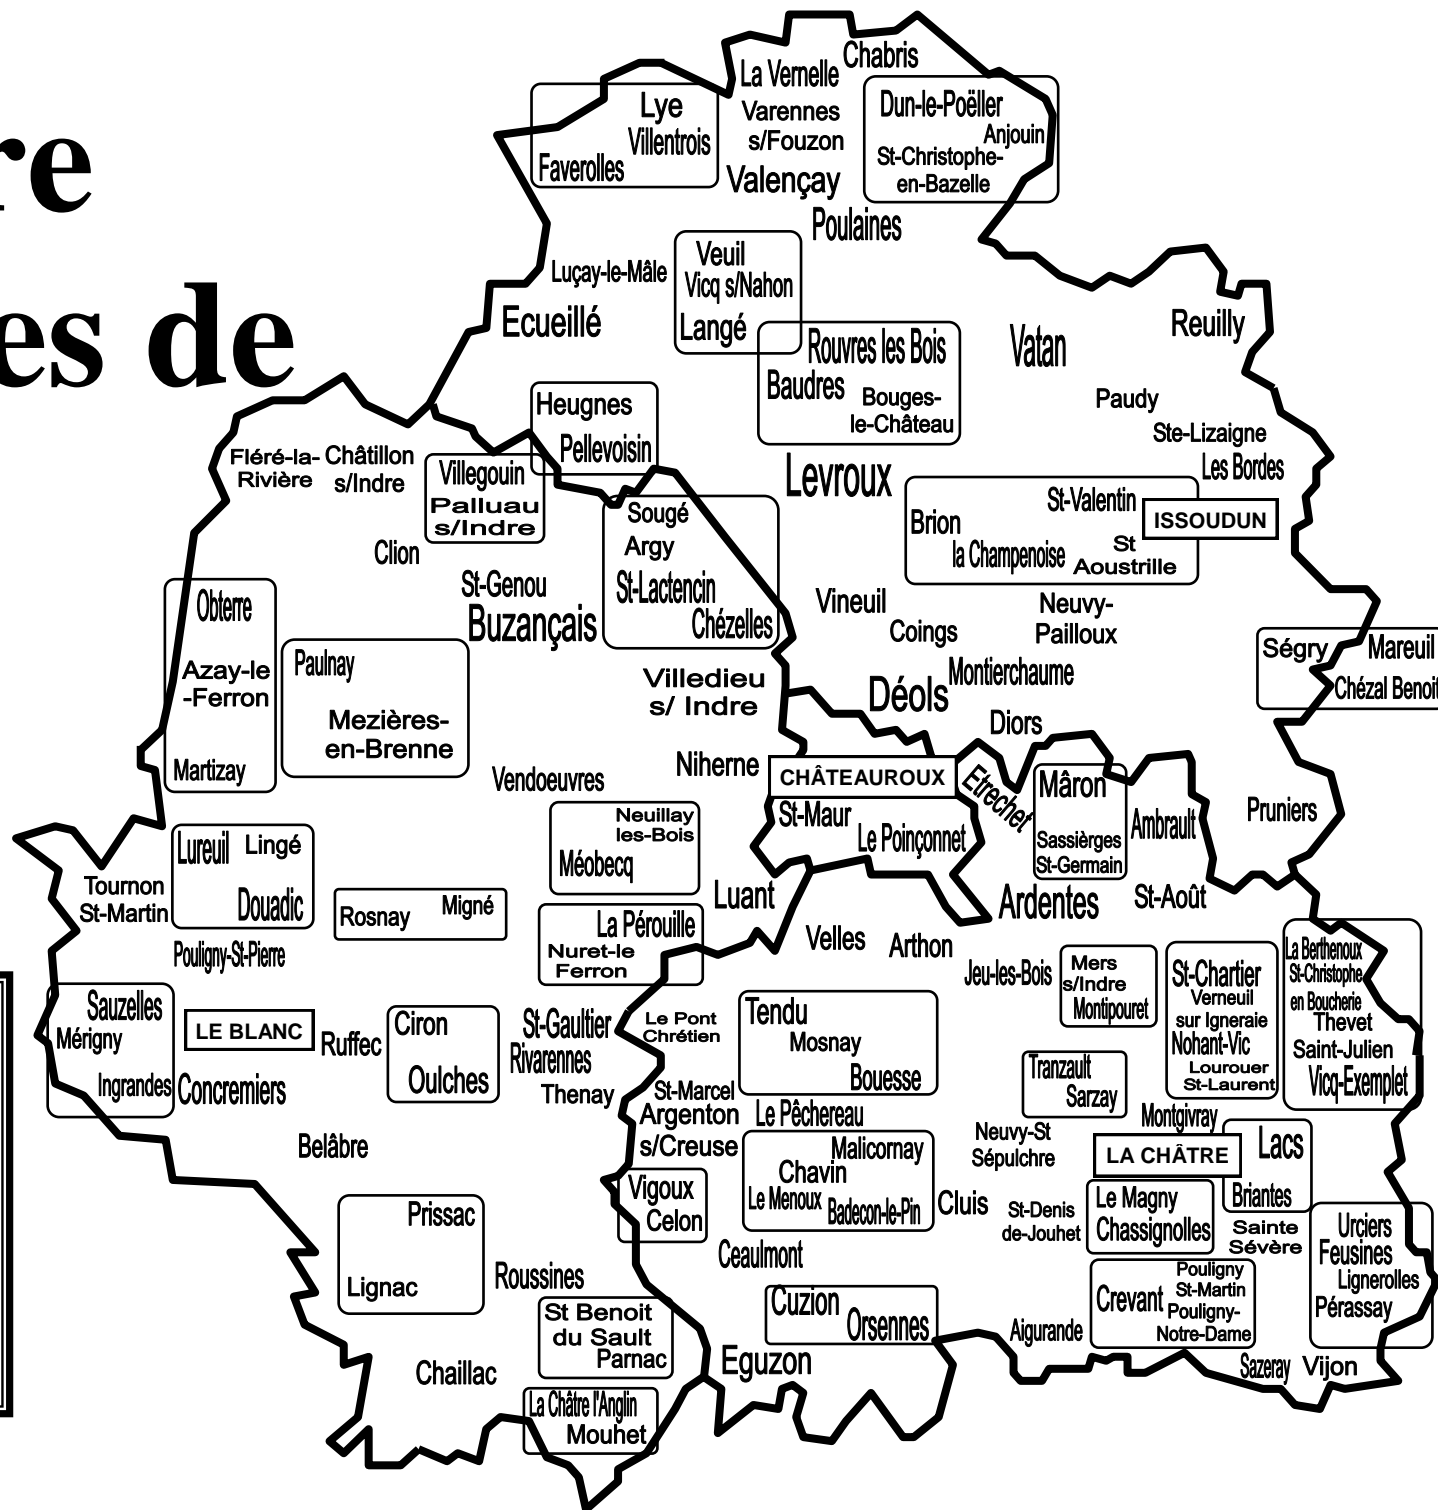 re
es de
Chabris
La Vernelle
Varennes
s/Fouzon
Valençay
Poulaines
Lye
Villentrois
Faverolles
Dun-le-Poëller
Anjouin
St-Christophe-
en-Bazelle
Luçay-le-Mâle
Ecueillé
Veuil
Vicq s/Nahon
Langé
Rouvres les Bois
Baudres
Bouges-
le-Château
Vatan
Reuilly
Paudy
Ste-Lizaigne
Les Bordes
Heugnes
Pellevoisin
Fléré-la-
Rivière
Châtillon
s/Indre
Villegouin
Palluau
s/Indre
Clion
St-Genou
Buzançais
Sougé
Argy
St-Lactencin
Chézelles
Levroux
St-Valentin
Brion
la Champenoise
St
Aoustrille
ISSOUDUN
Vineuil
Coings
Neuvy-
Pailloux
Montierchaume
Déols
Diors
Ségry
Mareuil
Chézal Benoit
Obterre
Azay-le
-Ferron
Martizay
Paulnay
Mezières-
en-Brenne
Villedieu
s/ Indre
Niherne
Vendoeuvres
CHÂTEAUROUX
St-Maur
Le Poinçonnet
Etrechet
Mâron
Sassièrges
St-Germain
Ambrault
Pruniers
Ardentes
St-Août
Neuillay
les-Bois
Méobecq
Luant
Lureuil
Lingé
Douadic
Tournon
St-Martin
Pouligny-St-Pierre
Rosnay
Migné
La Pérouille
Nuret-le
Ferron
Velles
Arthon
Jeu-les-Bois
Mers
s/Indre
Montipouret
St-Chartier
Verneuil
sur Igneraie
Nohant-Vic
Lourouer
St-Laurent
La Berthenoux
St-Christophe
en Boucherie
Thevet
Saint-Julien
Vicq-Exemplet
Sauzelles
Mérigny
Ingrandes
LE BLANC
Concremiers
Ruffec
Ciron
Oulches
St-Gaultier
Rivarennes
Thenay
Le Pont
Chrétien
St-Marcel
Argenton
s/Creuse
Tendu
Mosnay
Bouesse
Le Pêchereau
Tranzault
Sarzay
Neuvy-St
Sépulchre
Montgivray
LA CHÂTRE
Lacs
Briantes
Belâbre
Malicornay
Chavin
Le Menoux
Badecon-le-Pin
Vigoux
Celon
Cluis
St-Denis
de-Jouhet
Le Magny
Chassignolles
Sainte
Sévère
Urciers
Feusines
Lignerolles
Pérassay
Prissac
Lignac
Roussines
Ceaulmont
Cuzion
Orsennes
Crevant
Pouligny
St-Martin
Pouligny-
Notre-Dame
Aigurande
St Benoit
du Sault
Parnac
Eguzon
Chaillac
La Châtre l'Anglin
Mouhet
Sazeray
Vijon